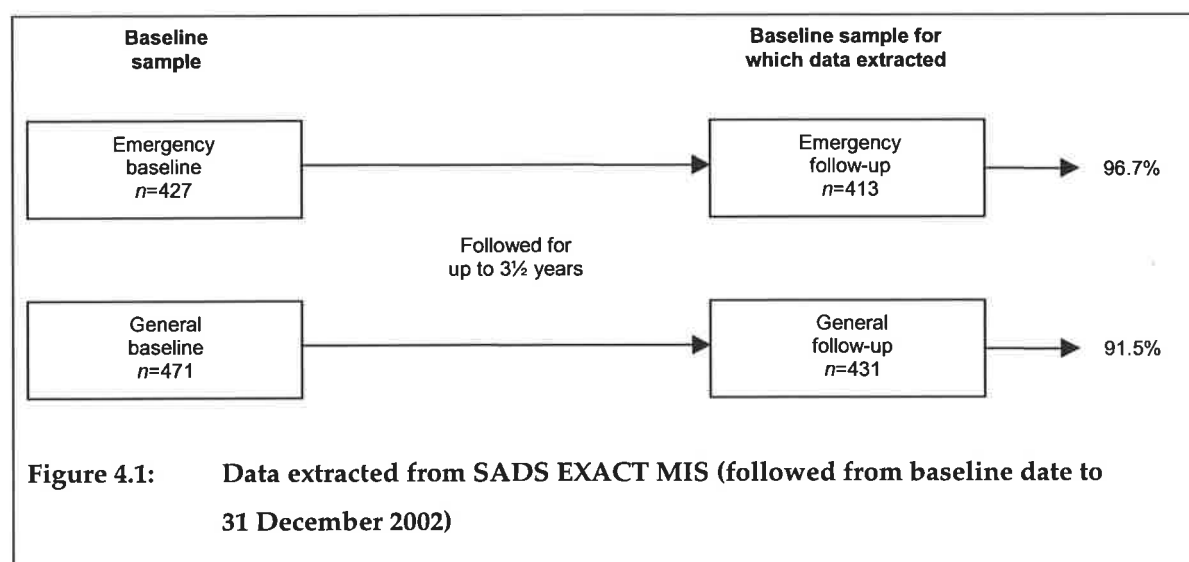 Baseline sample
Baseline sample for which data extracted
Emergency
baseline
n=427
Emergency
follow-up
n=413
96.7%
Followed for
up to 3½ years
General
baseline
n=471
General
follow-up
n=431
91.5%
Figure 4.1: Data extracted from SADS EXACT MIS (followed from baseline date to
31 December 2002)